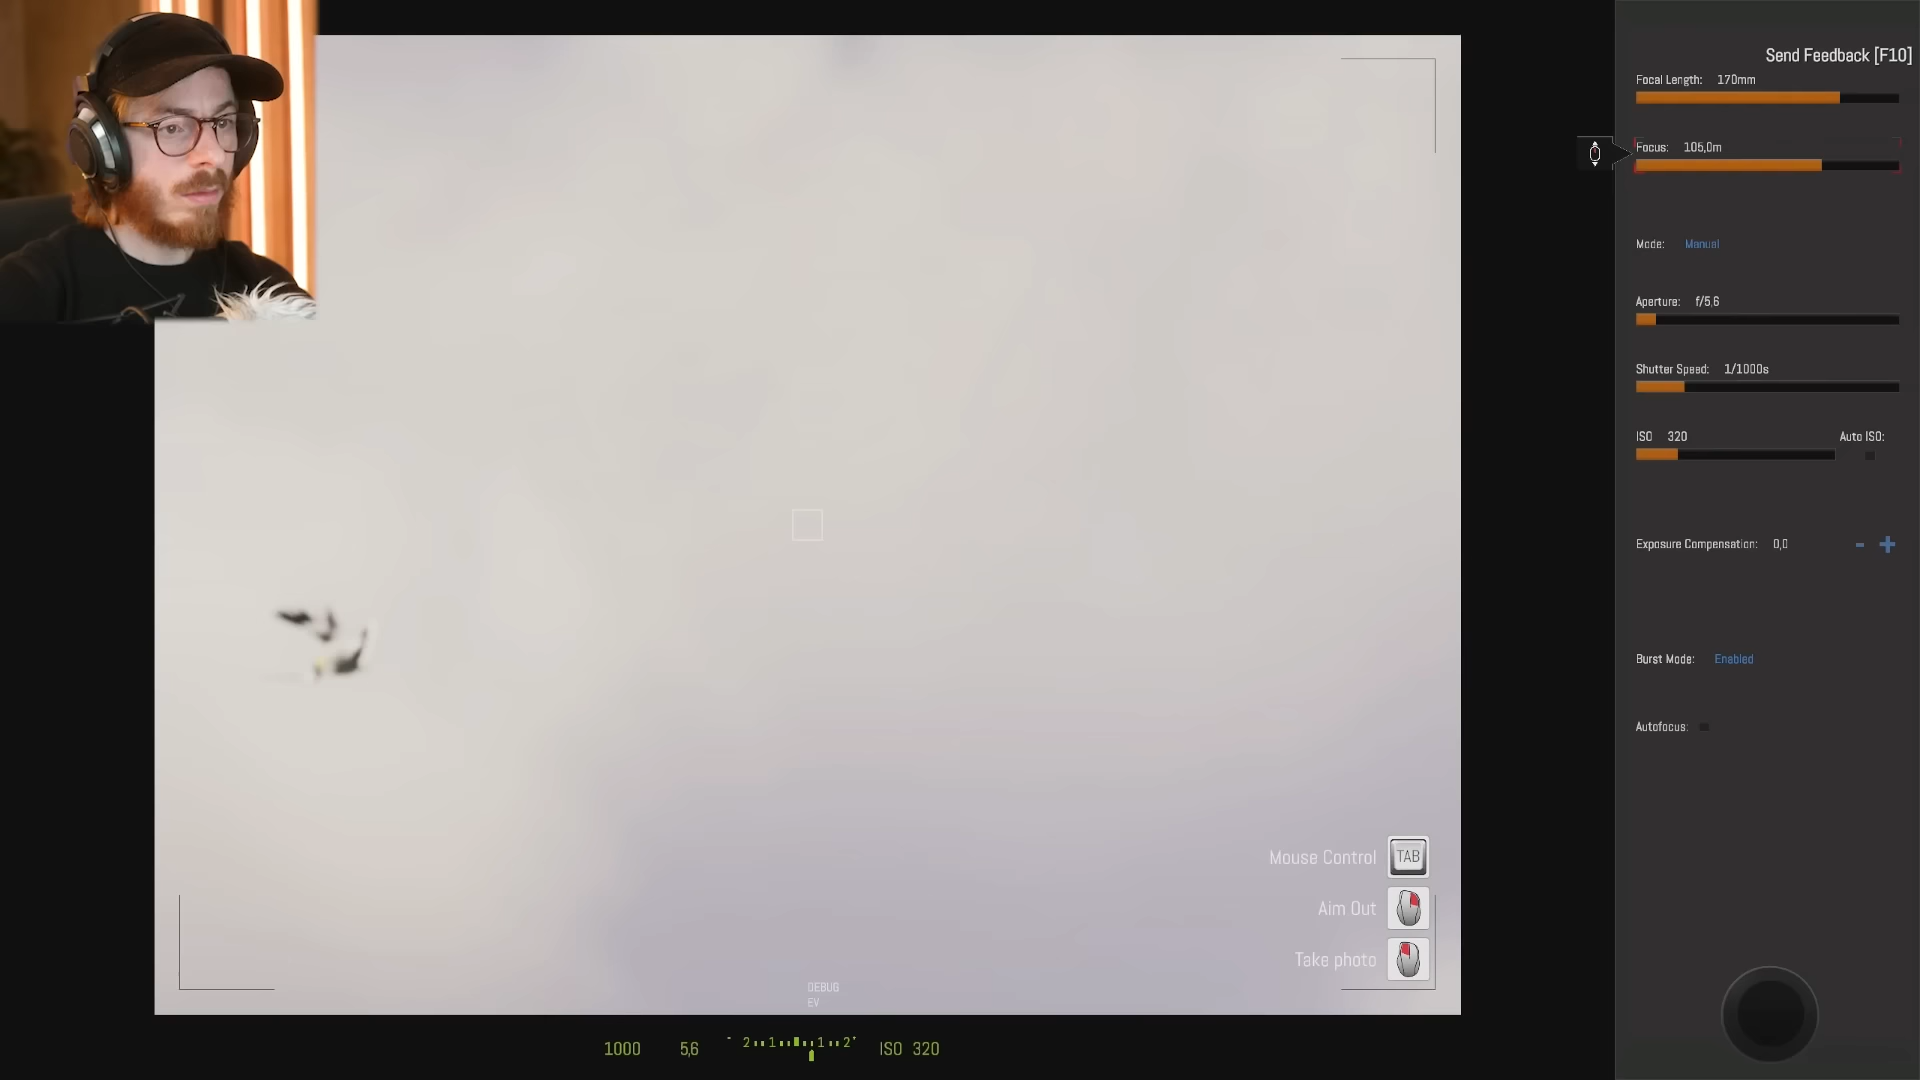 Send Feedback [F10]
Focal Length: 170mm
Focus: 105,0m
Mode: Manual
Aperture: f/5.6
Shutter Speed: 1/1000s
ISO 320 Auto ISO:
Exposure Compensation: 0,0 - +
Burst Mode: Enabled
Autofocus:
Mouse Control TAB
Aim Out
Take photo
DEBUG
EV
1000 5,6 - 2 1 1 2 + ISO 320